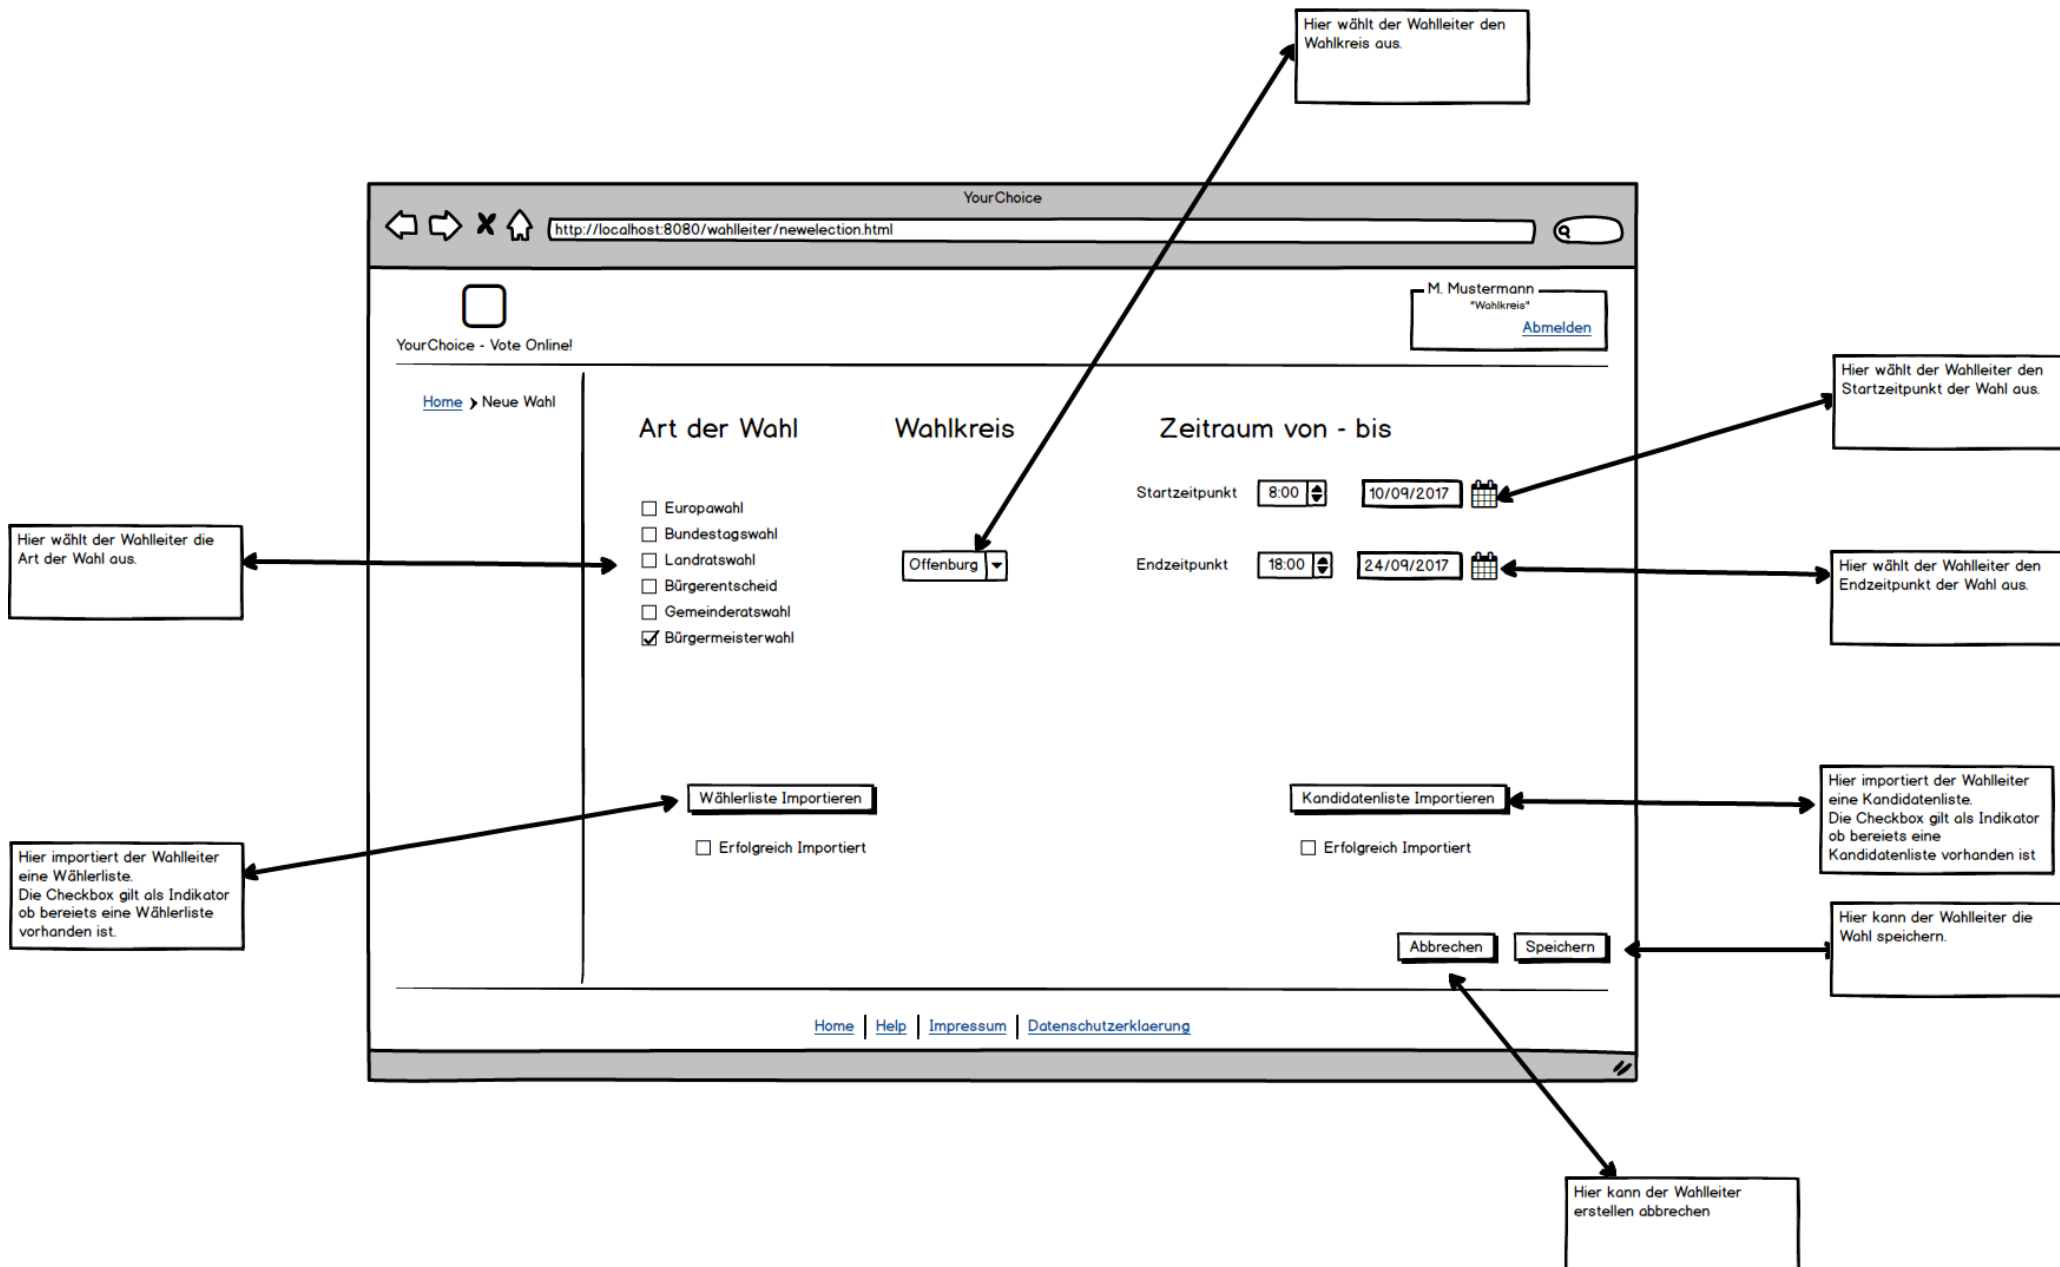 Hier wählt der Wahlleiter den
Wahlkreis aus.
YourChoice
http://localhost:8080/wahlleiter/newelection.html
M. Mustermann
"Wahlkreis"
Abmelden
YourChoice - Vote Online!
Home > Neue Wahl
Art der Wahl
Europawahl
Bundestagswahl
Landratswahl
Bürgerentscheid
Gemeinderatswahl
Bürgermeisterwahl
Wahlkreis
Offenburg
Zeitraum von - bis
Startzeitpunkt 8:00 10/09/2017
Endzeitpunkt 18:00 24/09/2017
Hier wählt der Wahlleiter den
Startzeitpunkt der Wahl aus.
Hier wählt der Wahlleiter den
Endzeitpunkt der Wahl aus.
Hier wählt der Wahlleiter die
Art der Wahl aus.
Wählerliste Importieren
Erfolgreich Importiert
Kandidatenliste Importieren
Erfolgreich Importiert
Hier importiert der Wahlleiter
eine Kandidatenliste.
Die Checkbox gilt als Indikator
ob bereiets eine
Kandidatenliste vorhanden ist
Hier importiert der Wahlleiter
eine Wählerliste.
Die Checkbox gilt als Indikator
ob bereiets eine Wählerliste
vorhanden ist.
Abbrechen
Speichern
Hier kann der Wahlleiter die
Wahl speichern.
Home | Help | Impressum | Datenschutzerklaerung
Hier kann der Wahlleiter
erstellen abbrechen